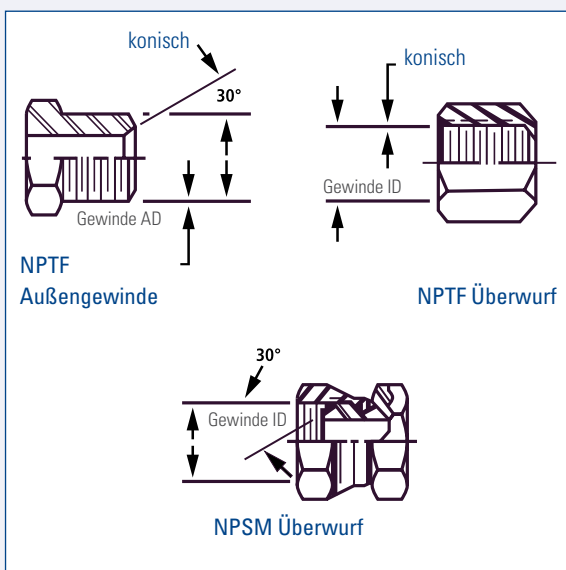 konisch
30°
Gewinde AD
NPTF
Außengewinde
konisch
Gewinde ID
NPTF Überwurf
30°
Gewinde ID
NPSM Überwurf